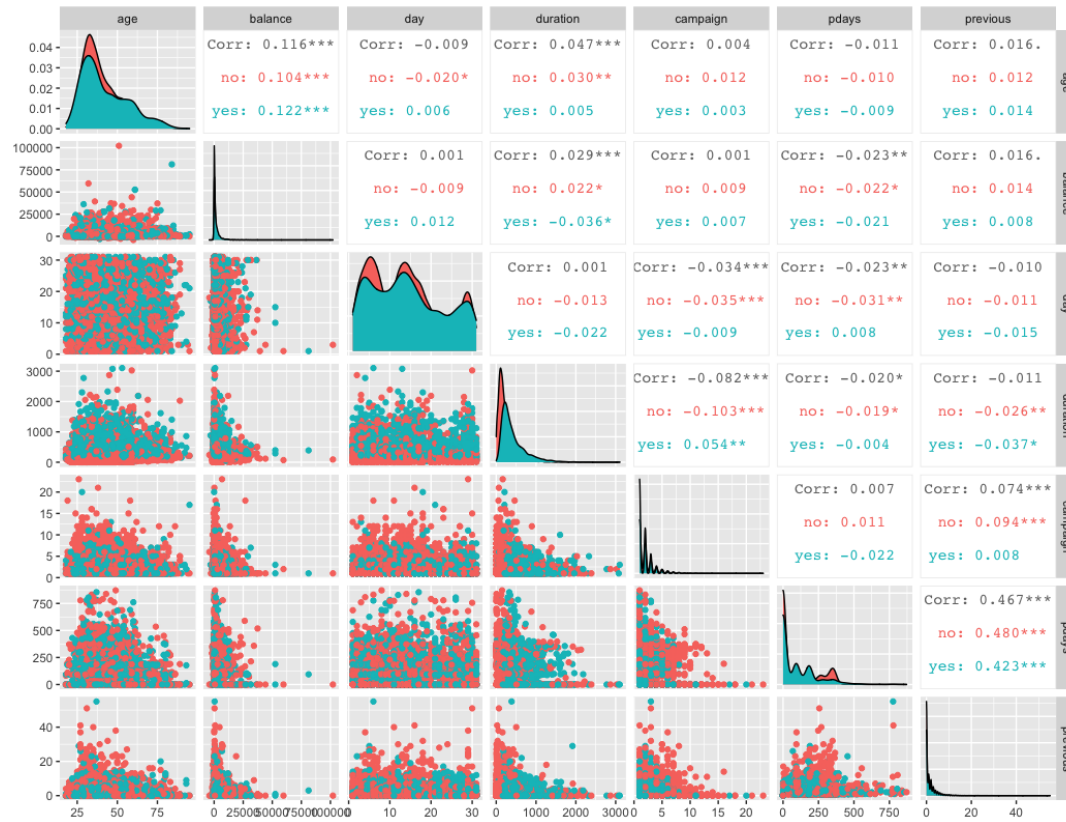 age balance day duration campaign pdays previous
0.04 Corr: 0.116*** Corr: -0.009 Corr: 0.047*** Corr: 0.004 Corr: -0.011 Corr: 0.016.
0.03
0.02 no: 0.104*** no: -0.020* no: 0.030** no: 0.012 no: -0.010 no: 0.012 age
0.01 yes: 0.122*** yes: 0.006 yes: 0.005 yes: 0.003 yes: -0.009 yes: 0.014
0.00
100000 Corr: 0.001 Corr: 0.029*** Corr: 0.001 Corr: -0.023** Corr: 0.016.
75000
50000 no: -0.009 no: 0.022* no: 0.009 no: -0.022* no: 0.014 balance
25000 yes: 0.012 yes: -0.036* yes: 0.007 yes: -0.021 yes: 0.008
0
30 Corr: 0.001 Corr: -0.034*** Corr: -0.023** Corr: -0.010
20 no: -0.013 no: -0.035*** no: -0.031** no: -0.011 day
10 yes: -0.022 yes: -0.009 yes: 0.008 yes: -0.015
0
3000 Corr: -0.082*** Corr: -0.020* Corr: -0.011
2000 no: -0.103*** no: -0.019* no: -0.026** duration
1000 yes: 0.054** yes: -0.004 yes: -0.037*
0
20 Corr: 0.007 Corr: 0.074***
15
10 no: 0.011 no: 0.094*** campaign
5 yes: -0.022 yes: 0.008
0
750 Corr: 0.467***
500 no: 0.480*** pdays
250 yes: 0.423***
0
40
20 previous
0
25 50 75 0 25000 50000 75000 100000 0 10 20 30 0 1000 2000 3000 0 5 10 15 20 0 250 500 750 0 20 40